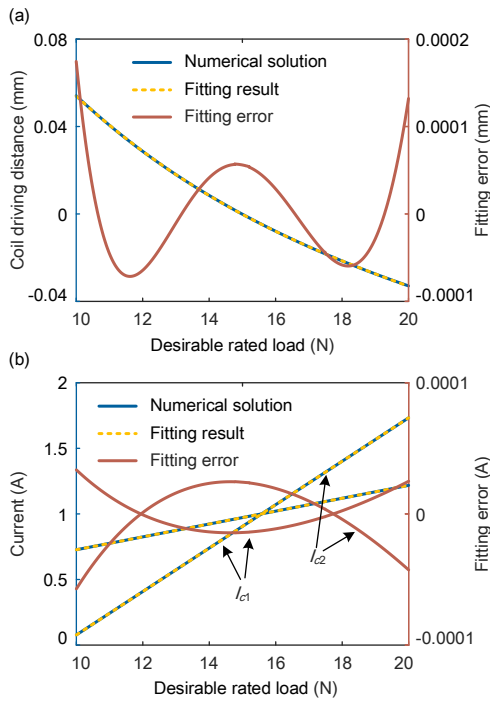 (a)
0.08
0.04
0
-0.04
Coil driving distance (mm)
Numerical solution
Fitting result
Fitting error
0.0002
0.0001
0
-0.0001
Fitting error (mm)
10 12 14 16 18 20
Desirable rated load (N)
(b)
2
1.5
1
0.5
0
Current (A)
Numerical solution
Fitting result
Fitting error
I_c1
I_c2
0.0001
0
-0.0001
Fitting error (A)
10 12 14 16 18 20
Desirable rated load (N)